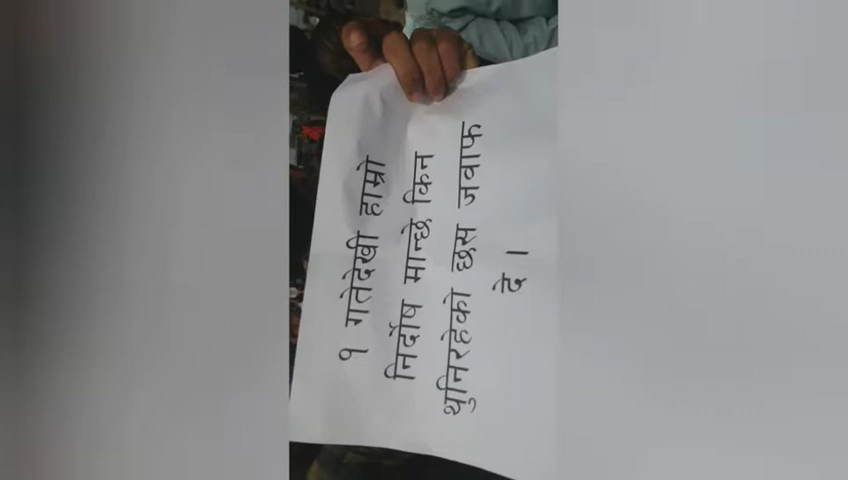 १ गतेदेखी हाम्रो
निर्दोष मान्छे किन
थुनिरहेको छस जवाफ
दे ।